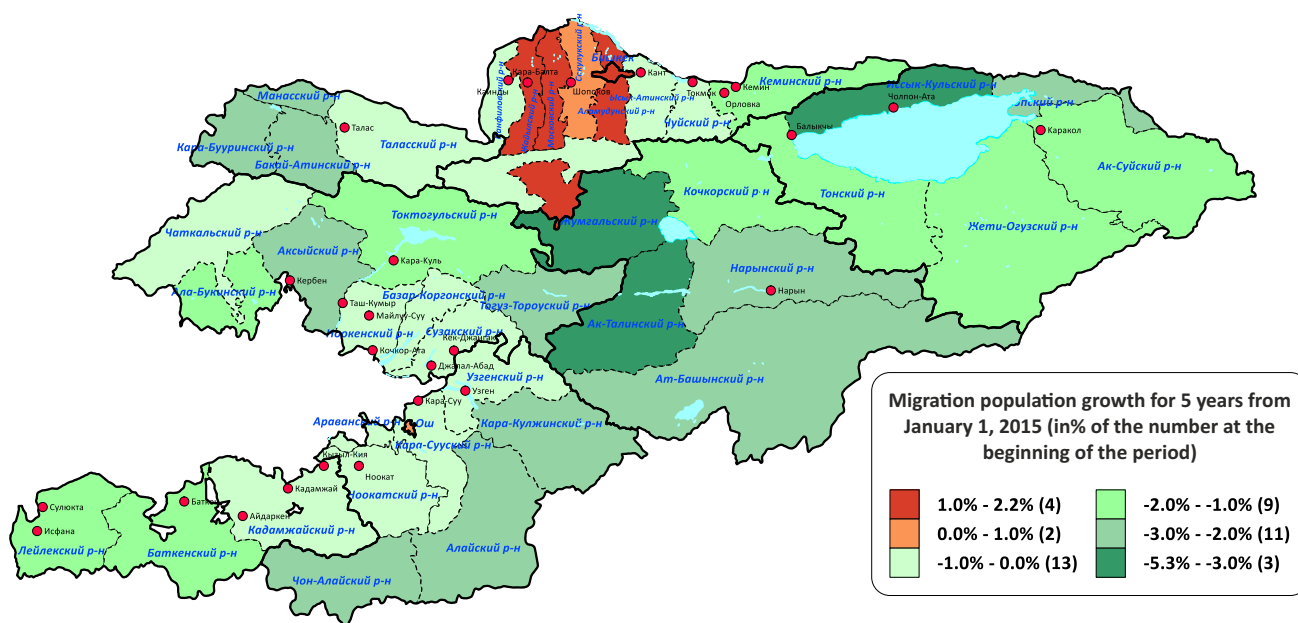 Сокулукский р-н
Бишкек
Кара-Балта
Кант
Каинды
Шопоков
Кемин
Токмок
Орловка
Кеминский р-н
Иссык-Кульский р-н
Чолпон-Ата
Панфиловский р-н
Жайылский р-н
Московский р-н
Аламудунский р-н
Ысык-Атинский р-н
Чуйский р-н
Манасский р-н
Талас
Таласский р-н
Кара-Бууринский р-н
Бакай-Атинский р-н
Балыкчы
Каракол
Ак-Суйский р-н
Кочкорский р-н
Тонский р-н
Жети-Огузский р-н
Токтогульский р-н
Жумгальский р-н
Чаткальский р-н
Аксыйский р-н
Кара-Куль
Нарынский р-н
Нарын
Кербен
Ала-Букинский р-н
Базар-Коргонский р-н
Таш-Кумыр
Тогуз-Тороуский р-н
Майлуу-Суу
Ноокенский р-н
Сузакский р-н
Ак-Талинский р-н
Кек-Джангак
Кочкор-Ата
Джалал-Абад
Узгенский р-н
Узген
Ат-Башынский р-н
Кара-Суу
Араванский р-н
Ош
Кара-Кулжинский р-н
Кара-Сууский р-н
Кызыл-Кия
Ноокат
Кадамжай
Ноокатский р-н
Сулюкта
Баткен
Айдаркен
Исфана
Кадамжайский р-н
Лейлекский р-н
Баткенский р-н
Алайский р-н
Чон-Алайский р-н
Migration population growth for 5 years from
January 1, 2015 (in% of the number at the
beginning of the period)
1.0% - 2.2% (4)
0.0% - 1.0% (2)
-1.0% - 0.0% (13)
-2.0% - -1.0% (9)
-3.0% - -2.0% (11)
-5.3% - -3.0% (3)